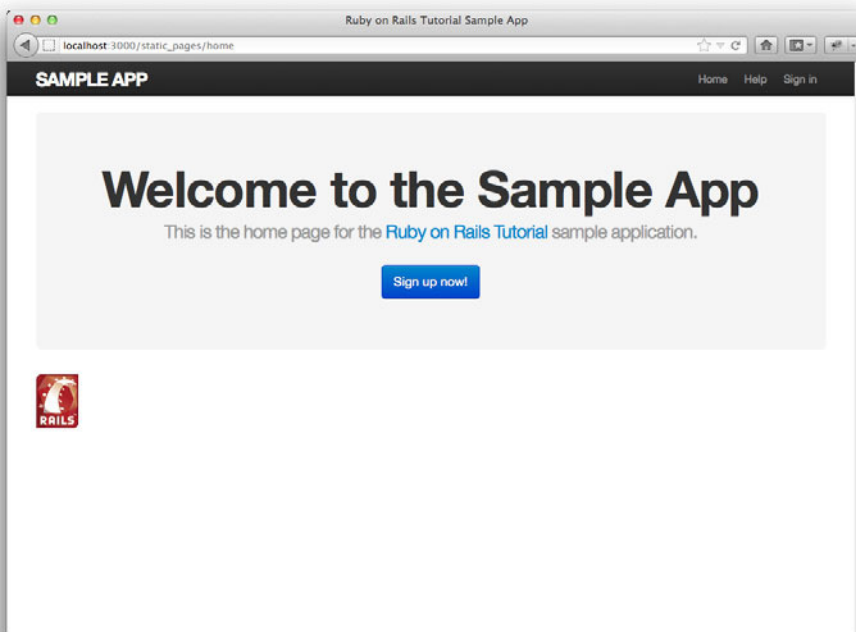 Ruby on Rails Tutorial Sample App
localhost:3000/static_pages/home
SAMPLE APP
Home Help Sign in
Welcome to the Sample App
This is the home page for the Ruby on Rails Tutorial sample application.
Sign up now!
RAILS